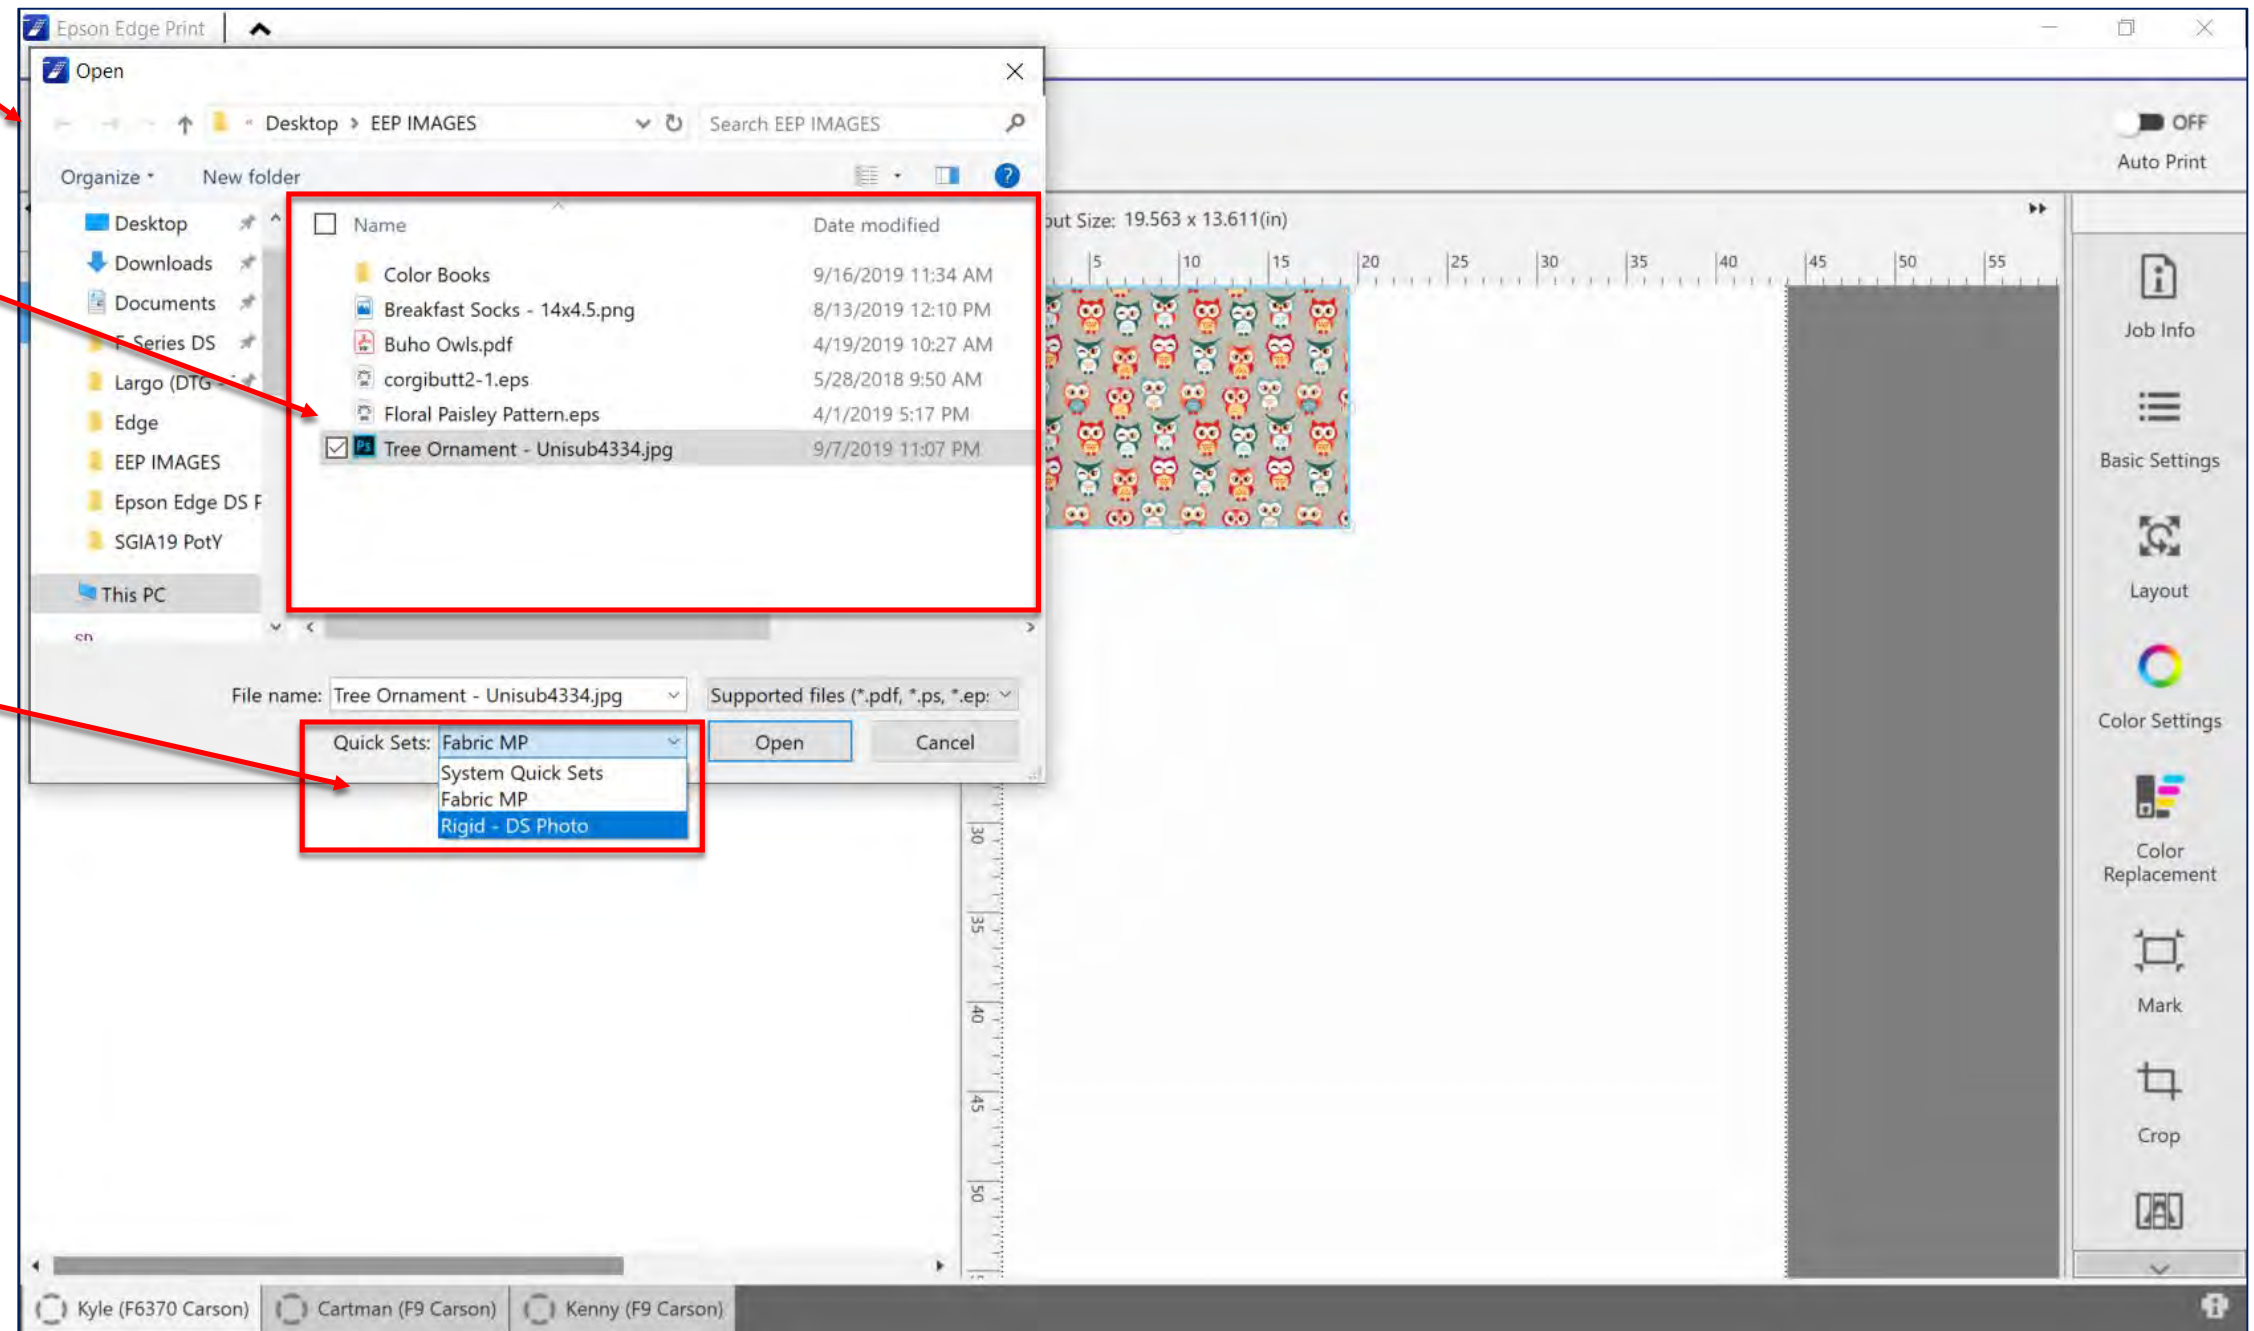 Epson Edge Print
Open
Desktop > EEP IMAGES
Search EEP IMAGES
Organize
New folder
OFF
Auto Print
Desktop
Downloads
Documents
F-Series DS
Largo (DTG -
Edge
EEP IMAGES
Epson Edge DS F
SGIA19 PotY
This PC
Name Date modified
Color Books 9/16/2019 11:34 AM
Breakfast Socks - 14x4.5.png 8/13/2019 12:10 PM
Buho Owls.pdf 4/19/2019 10:27 AM
corgibutt2-1.eps 5/28/2018 9:50 AM
Floral Paisley Pattern.eps 4/1/2019 5:17 PM
Ps Tree Ornament - Unisub4334.jpg 9/7/2019 11:07 PM
File name: Tree Ornament - Unisub4334.jpg
Supported files (*.pdf, *.ps, *.ep:
Quick Sets: Fabric MP
Open
Cancel
System Quick Sets
Fabric MP
Rigid - DS Photo
out Size: 19.563 x 13.611(in)
5 10 15 20 25 30 35 40 45 50 55
30
35
40
45
50
Job Info
Basic Settings
Layout
Color Settings
Color
Replacement
Mark
Crop
Kyle (F6370 Carson)
Cartman (F9 Carson)
Kenny (F9 Carson)